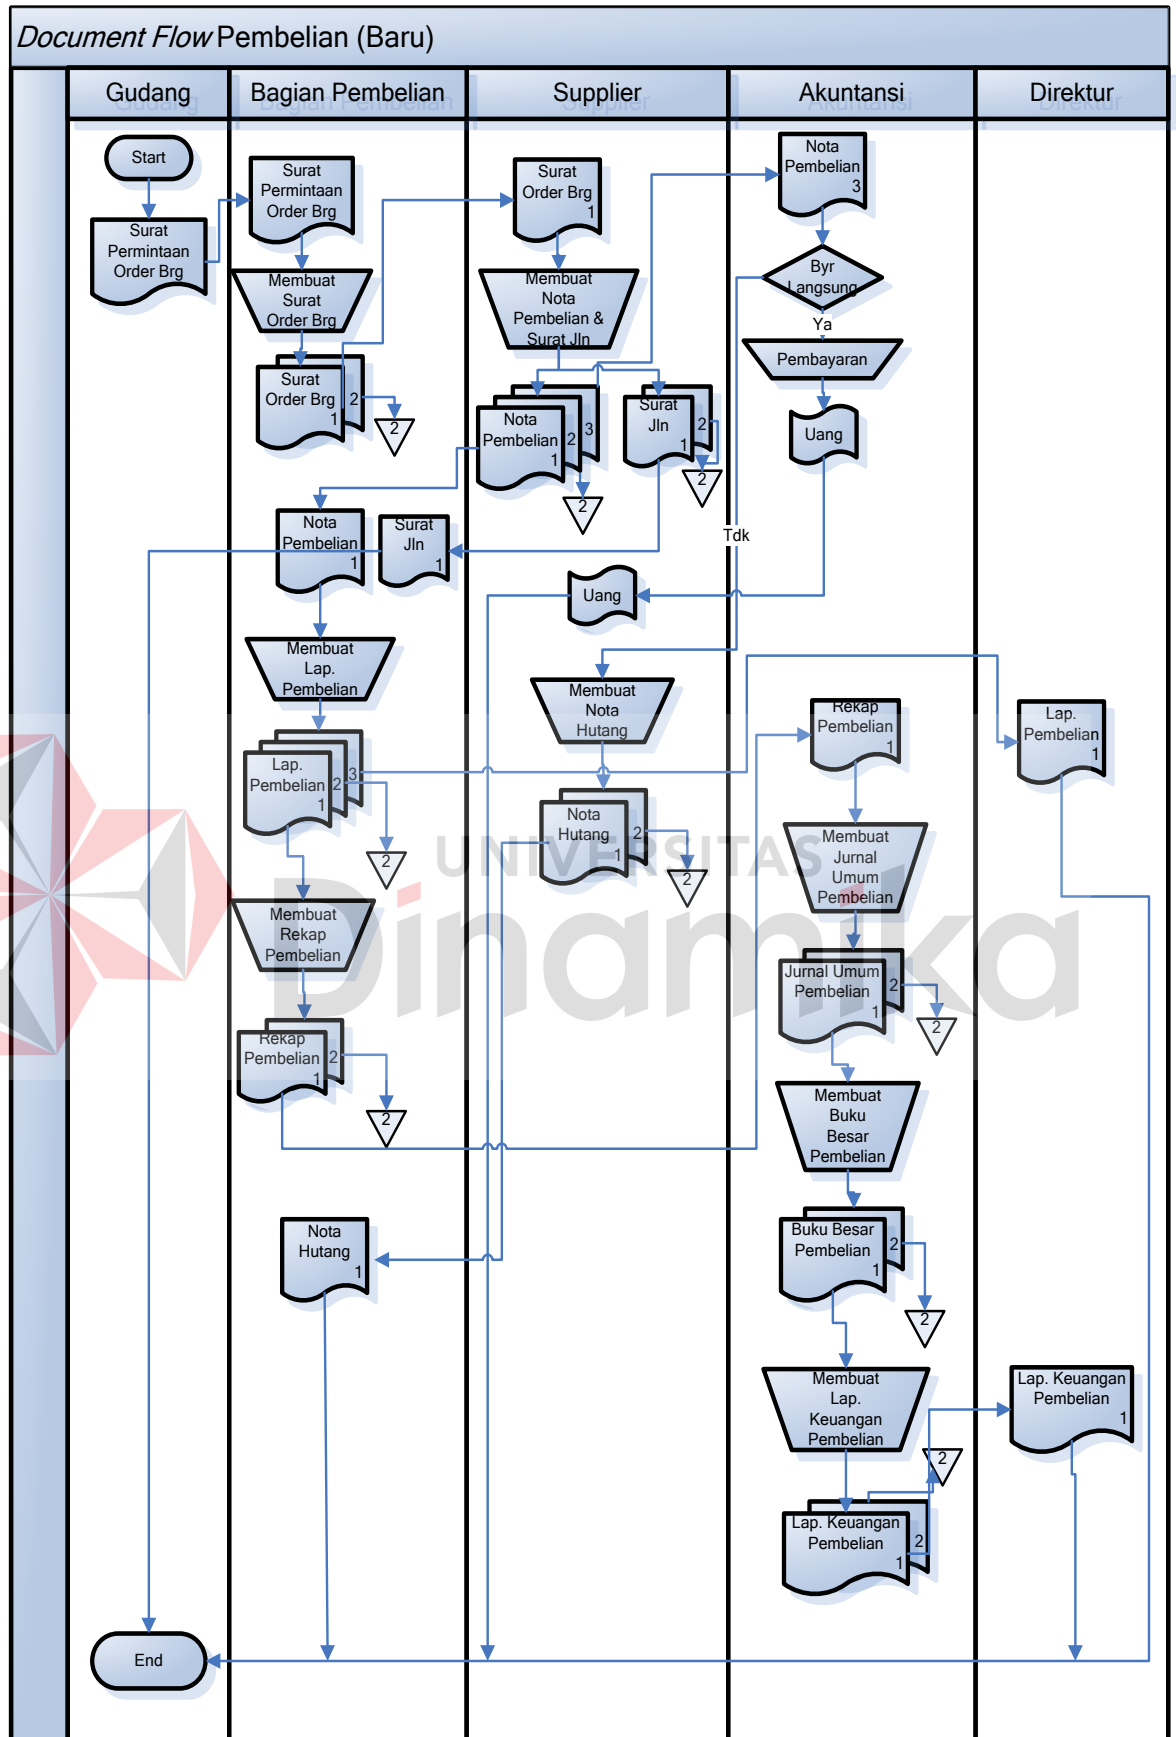 Document Flow Pembelian (Baru)
Gudang
Bagian Pembelian
Supplier
Akuntansi
Direktur
Start
Surat
Permintaan
Order Brg
Surat
Permintaan
Order Brg
Membuat
Surat
Order Brg
Surat
Order Brg
1
2
2
Surat
Order Brg
1
Membuat
Nota
Pembelian &
Surat Jln
Nota
Pembelian
1
2
3
2
Surat
Jln
1
2
2
Nota
Pembelian
3
Byr
Langsung
Ya
Tdk
Pembayaran
Uang
Nota
Pembelian
1
Surat
Jln
1
Uang
Membuat
Lap.
Pembelian
Lap.
Pembelian
1
2
3
2
Membuat
Nota
Hutang
Nota
Hutang
1
2
2
Rekap
Pembelian
1
Lap.
Pembelian
1
Membuat
Jurnal
Umum
Pembelian
UNIVERSITAS
Dinamika
Membuat
Rekap
Pembelian
Rekap
Pembelian
1
2
2
Jurnal Umum
Pembelian
1
2
2
Membuat
Buku
Besar
Pembelian
Nota
Hutang
1
Buku Besar
Pembelian
1
2
2
Membuat
Lap.
Keuangan
Pembelian
Lap. Keuangan
Pembelian
1
2
Lap. Keuangan
Pembelian
1
2
End